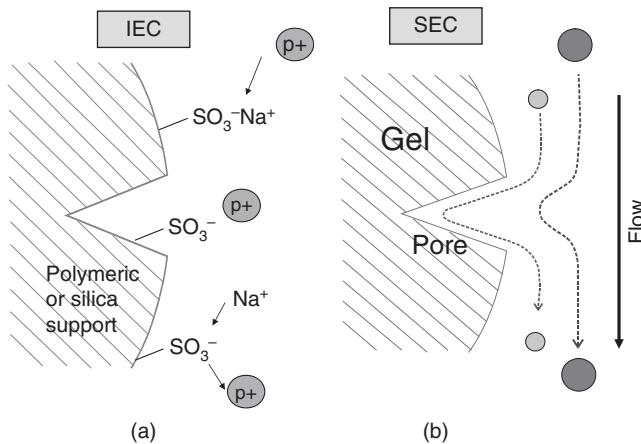 IEC
p+
SO₃⁻Na⁺
p+
SO₃⁻
Polymeric
or silica
support
Na⁺
SO₃⁻
p+
(a)
SEC
Gel
Pore
Flow
(b)